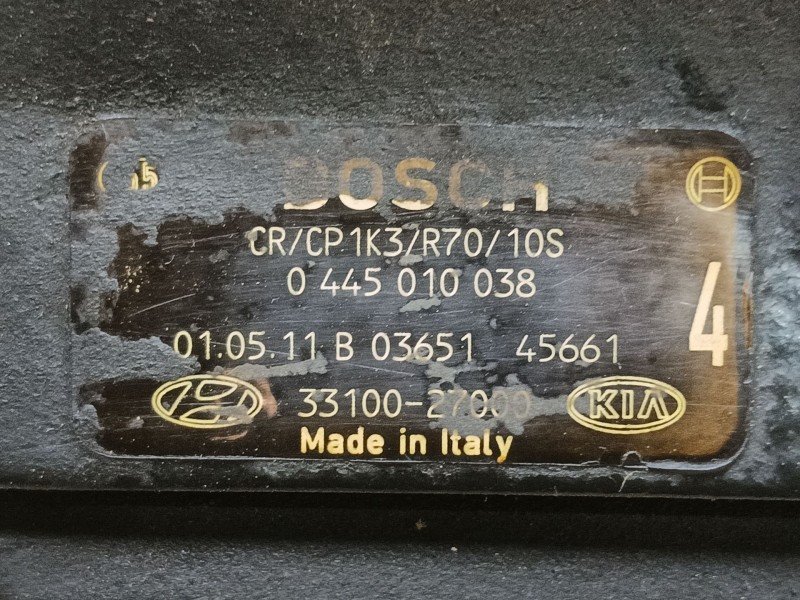 BOSCH
CR/CP1K3/R70/10S
0 445 010 038
4
01.05.11 B 03651 45661
33100-27000 KIA
Made in Italy